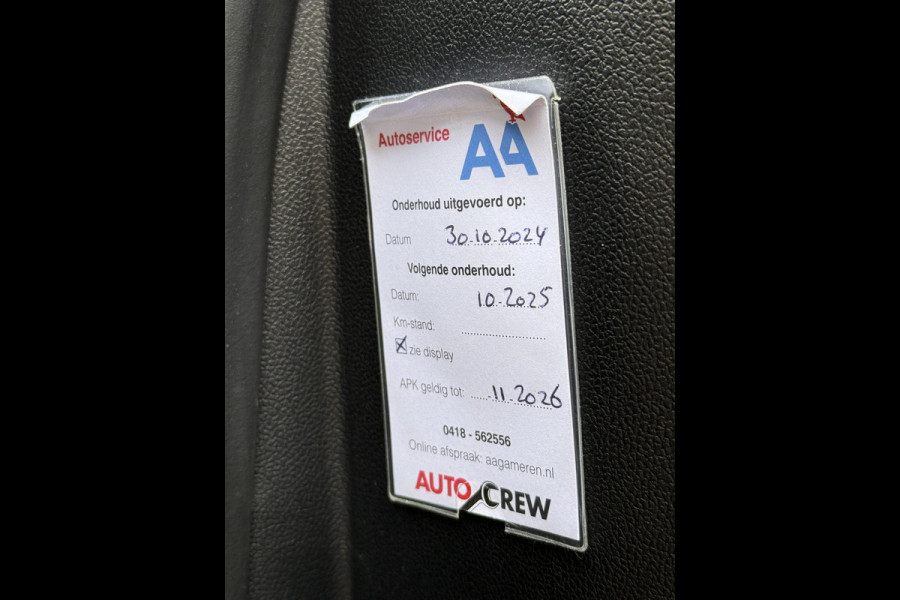 Autoservice
AA
Onderhoud uitgevoerd op:
Datum 30.10.2024
Volgende onderhoud:
Datum: 10-2025
Km-stand:
zie display
APK geldig tot: -11-2026
0418 - 562556
Online afspraak: aagameren.nl
AUTO CREW